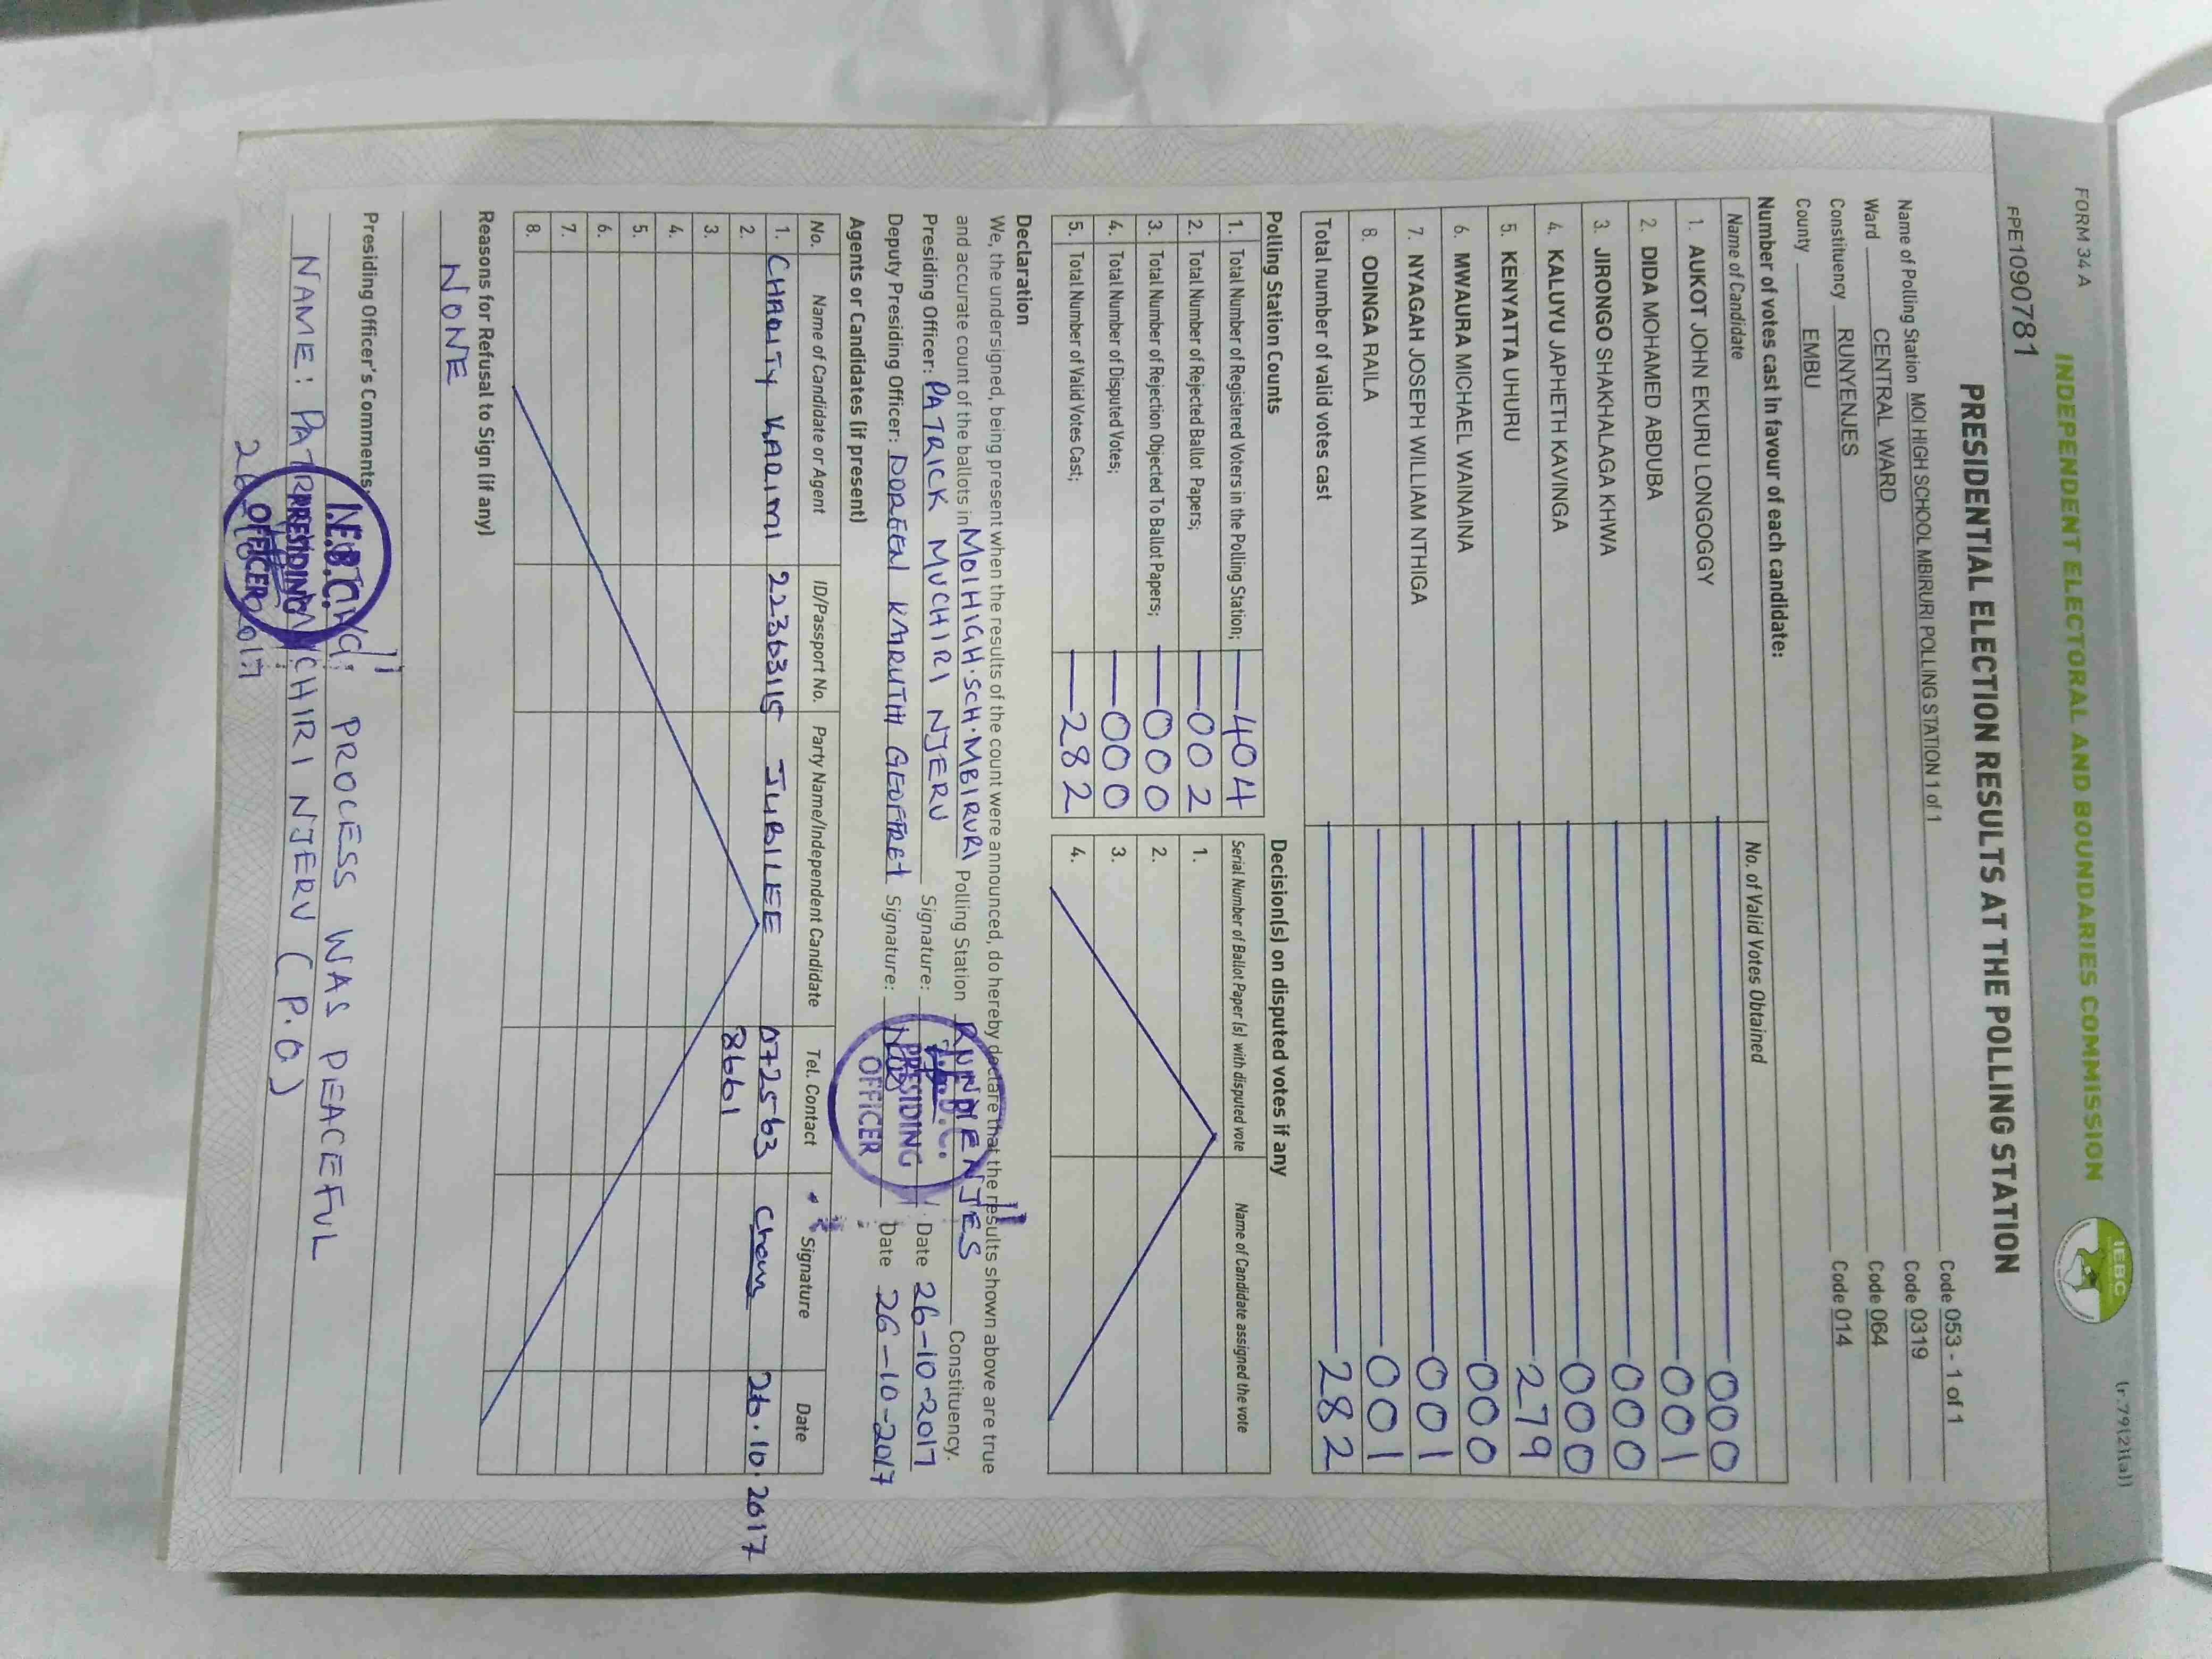 FORM 34 A
(r.79(2)(a))
INDEPENDENT ELECTORAL AND BOUNDARIES COMMISSION
IEBC
FPE1090781
PRESIDENTIAL ELECTION RESULTS AT THE POLLING STATION
Name of Polling Station MOI HIGH SCHOOL MBIRURI POLLING STATION 1 of 1 Code 053 - 1 of 1
Ward CENTRAL WARD Code 0319
Constituency RUNYENJES Code 064
County EMBU Code 014
Number of votes cast in favour of each candidate:
Name of Candidate No. of Valid Votes Obtained
1. AUKOT JOHN EKURU LONGOGGY 000
2. DIDA MOHAMED ABDUBA 001
3. JIRONGO SHAKHALAGA KHWA 000
4. KALUYU JAPHETH KAVINGA 000
5. KENYATTA UHURU 279
6. MWAURA MICHAEL WAINAINA 000
7. NYAGAH JOSEPH WILLIAM NTHIGA 001
8. ODINGA RAILA 001
Total number of valid votes cast 282
Polling Station Counts
1. Total Number of Registered Voters in the Polling Station; 404
2. Total Number of Rejected Ballot Papers; 002
3. Total Number of Rejection Objected To Ballot Papers; 000
4. Total Number of Disputed Votes; 000
5. Total Number of Valid Votes Cast; 282
Decision(s) on disputed votes if any
Serial Number of Ballot Paper (s) with disputed vote Name of Candidate assigned the vote
1.
2.
3.
4.
Declaration
We, the undersigned, being present when the results of the count were announced, do hereby declare that the results shown above are true
and accurate count of the ballots in MOI HIGH. SCH. MBIRURI Polling Station RUNYENJES Constituency.
Presiding Officer: PATRICK MUCHIRI NJERU Signature: Date 26-10-2017
Deputy Presiding Officer: DOREEN Signature: Date 26-10-2017
I.E.B.C.
PRESIDING
OFFICER
Agents or Candidates (if present)
No. Name of Candidate or Agent ID/Passport No. Party Name/Independent Candidate Tel. Contact Signature Date
1. CHARITY KARIMI 22363115 JUBILEE 072563 26.10.2017
2. 8661
3.
4.
5.
6.
7.
8.
Reasons for Refusal to Sign (if any)
NONE
Presiding Officer's Comments:
PROCESS WAS PEACEFUL
NAME: PATRICK MUCHIRI NJERU (P.O.)
I.E.B.C.
PRESIDING
OFFICER